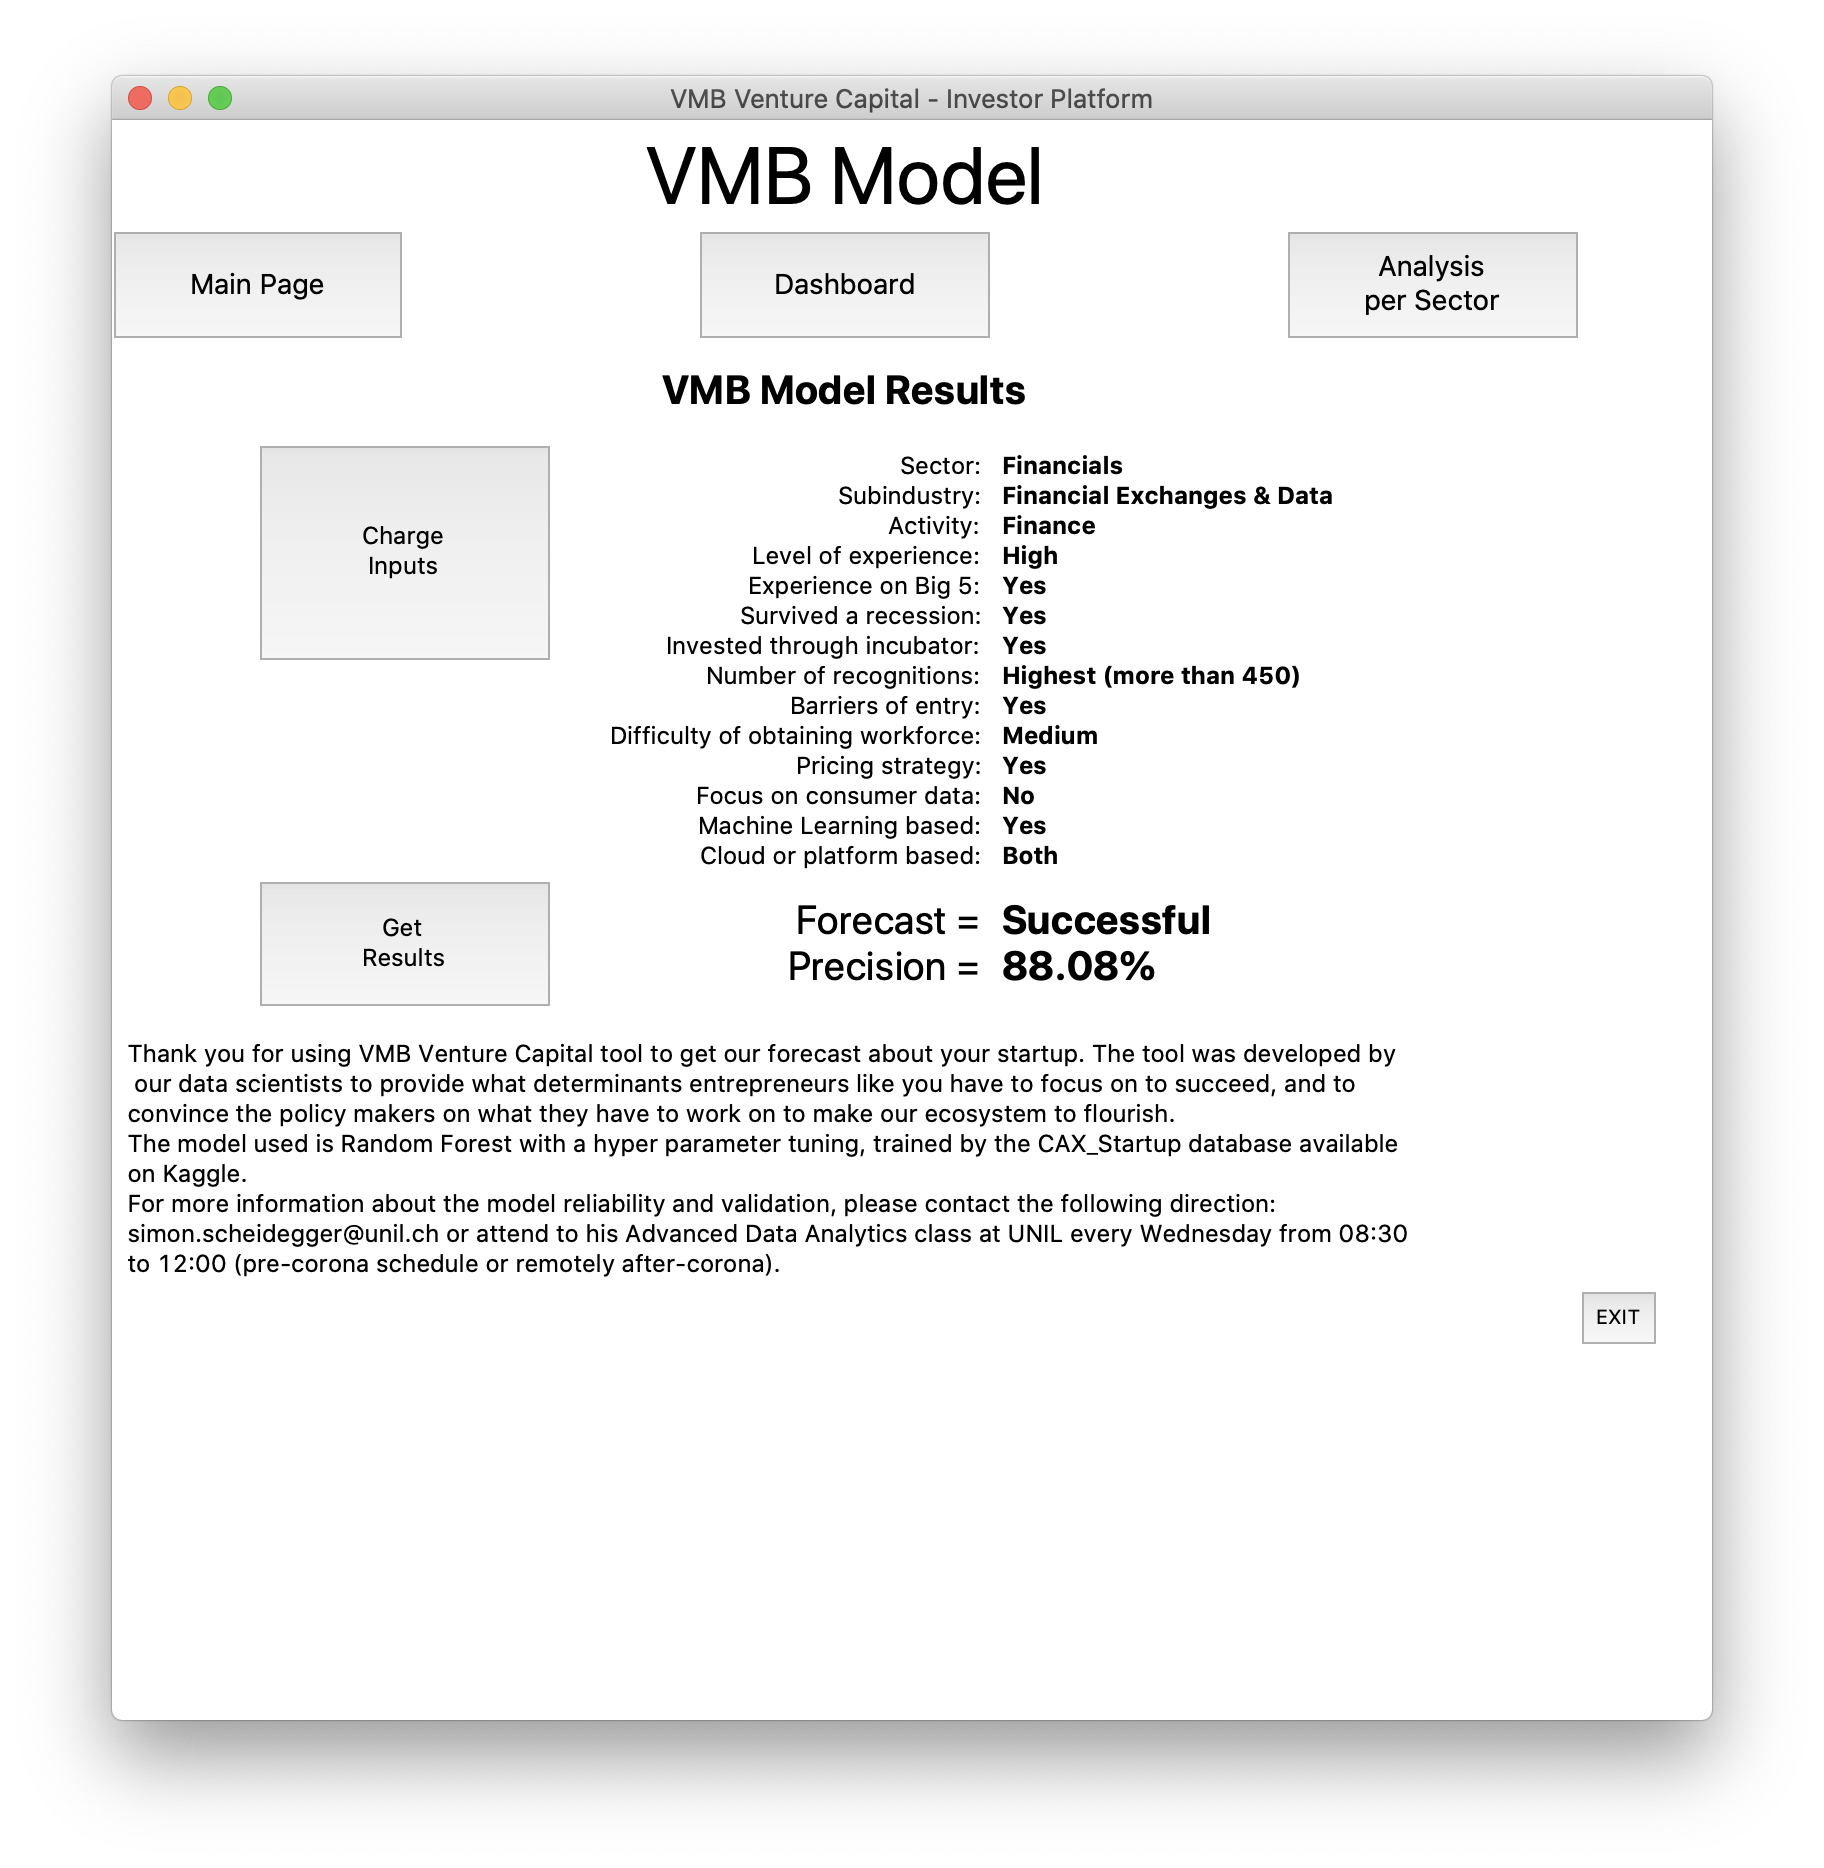 VMB Venture Capital - Investor Platform
VMB Model
Main Page
Dashboard
Analysis
per Sector
VMB Model Results
Charge
Inputs
Sector: Financials
Subindustry: Financial Exchanges & Data
Activity: Finance
Level of experience: High
Experience on Big 5: Yes
Survived a recession: Yes
Invested through incubator: Yes
Number of recognitions: Highest (more than 450)
Barriers of entry: Yes
Difficulty of obtaining workforce: Medium
Pricing strategy: Yes
Focus on consumer data: No
Machine Learning based: Yes
Cloud or platform based: Both
Get
Results
Forecast = Successful
Precision = 88.08%
Thank you for using VMB Venture Capital tool to get our forecast about your startup. The tool was developed by
our data scientists to provide what determinants entrepreneurs like you have to focus on to succeed, and to
convince the policy makers on what they have to work on to make our ecosystem to flourish.
The model used is Random Forest with a hyper parameter tuning, trained by the CAX_Startup database available
on Kaggle.
For more information about the model reliability and validation, please contact the following direction:
simon.scheidegger@unil.ch or attend to his Advanced Data Analytics class at UNIL every Wednesday from 08:30
to 12:00 (pre-corona schedule or remotely after-corona).
EXIT